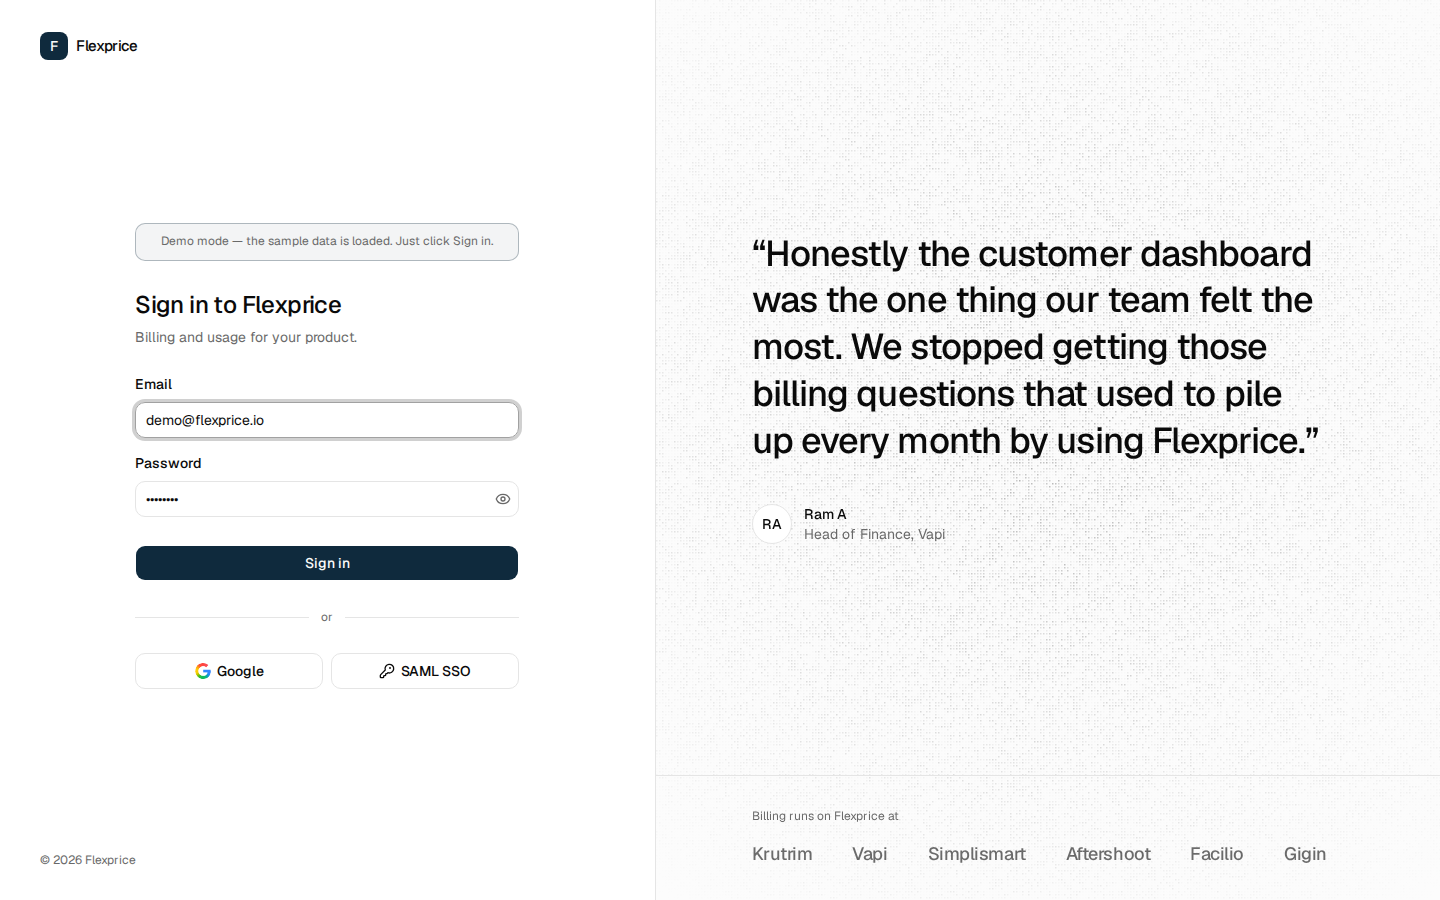 F Flexprice
Demo mode — the sample data is loaded. Just click Sign in.
Sign in to Flexprice
Billing and usage for your product.
Email
demo@flexprice.io
Password
••••••••
Sign in
or
Google
SAML SSO
© 2026 Flexprice
“Honestly the customer dashboard
was the one thing our team felt the
most. We stopped getting those
billing questions that used to pile
up every month by using Flexprice.”
RA
Ram A
Head of Finance, Vapi
Billing runs on Flexprice at
Krutrim Vapi Simplismart Aftershoot Facilio Gigin